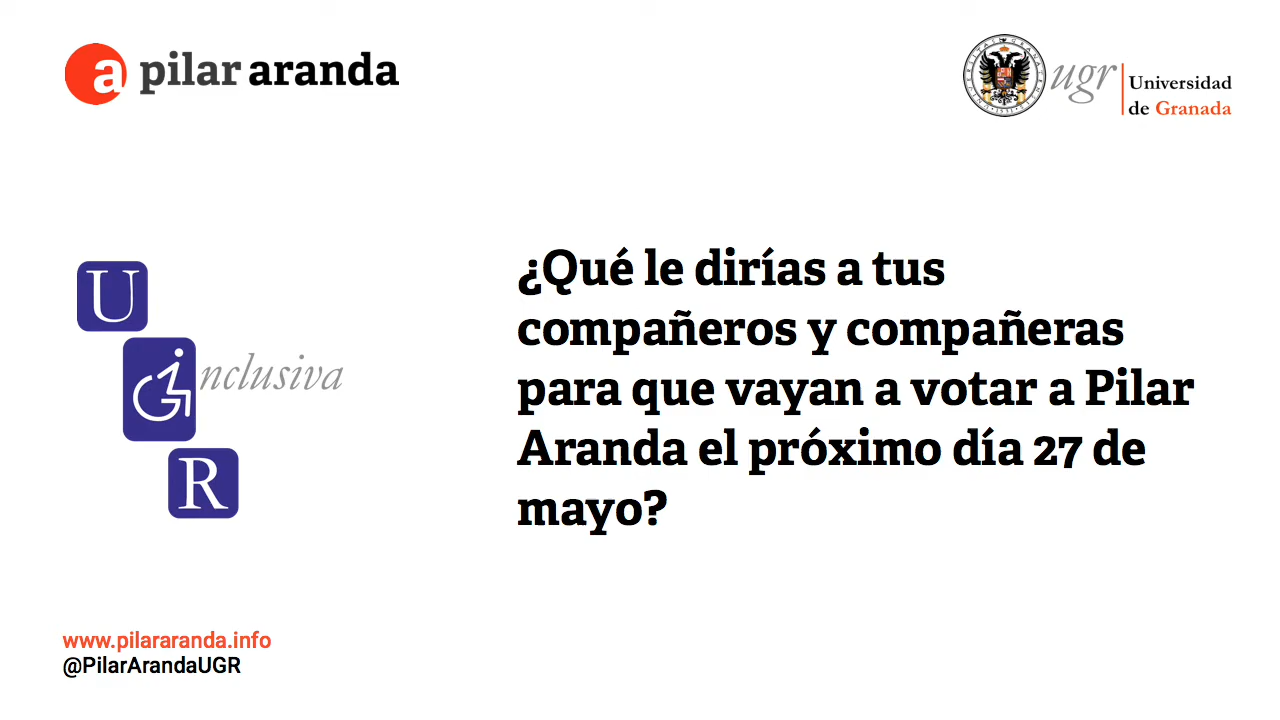 a pilar aranda
ugr Universidad
de Granada
U
inclusiva
R
¿Qué le dirías a tus
compañeros y compañeras
para que vayan a votar a Pilar
Aranda el próximo día 27 de
mayo?
www.pilararanda.info
@PilarArandaUGR